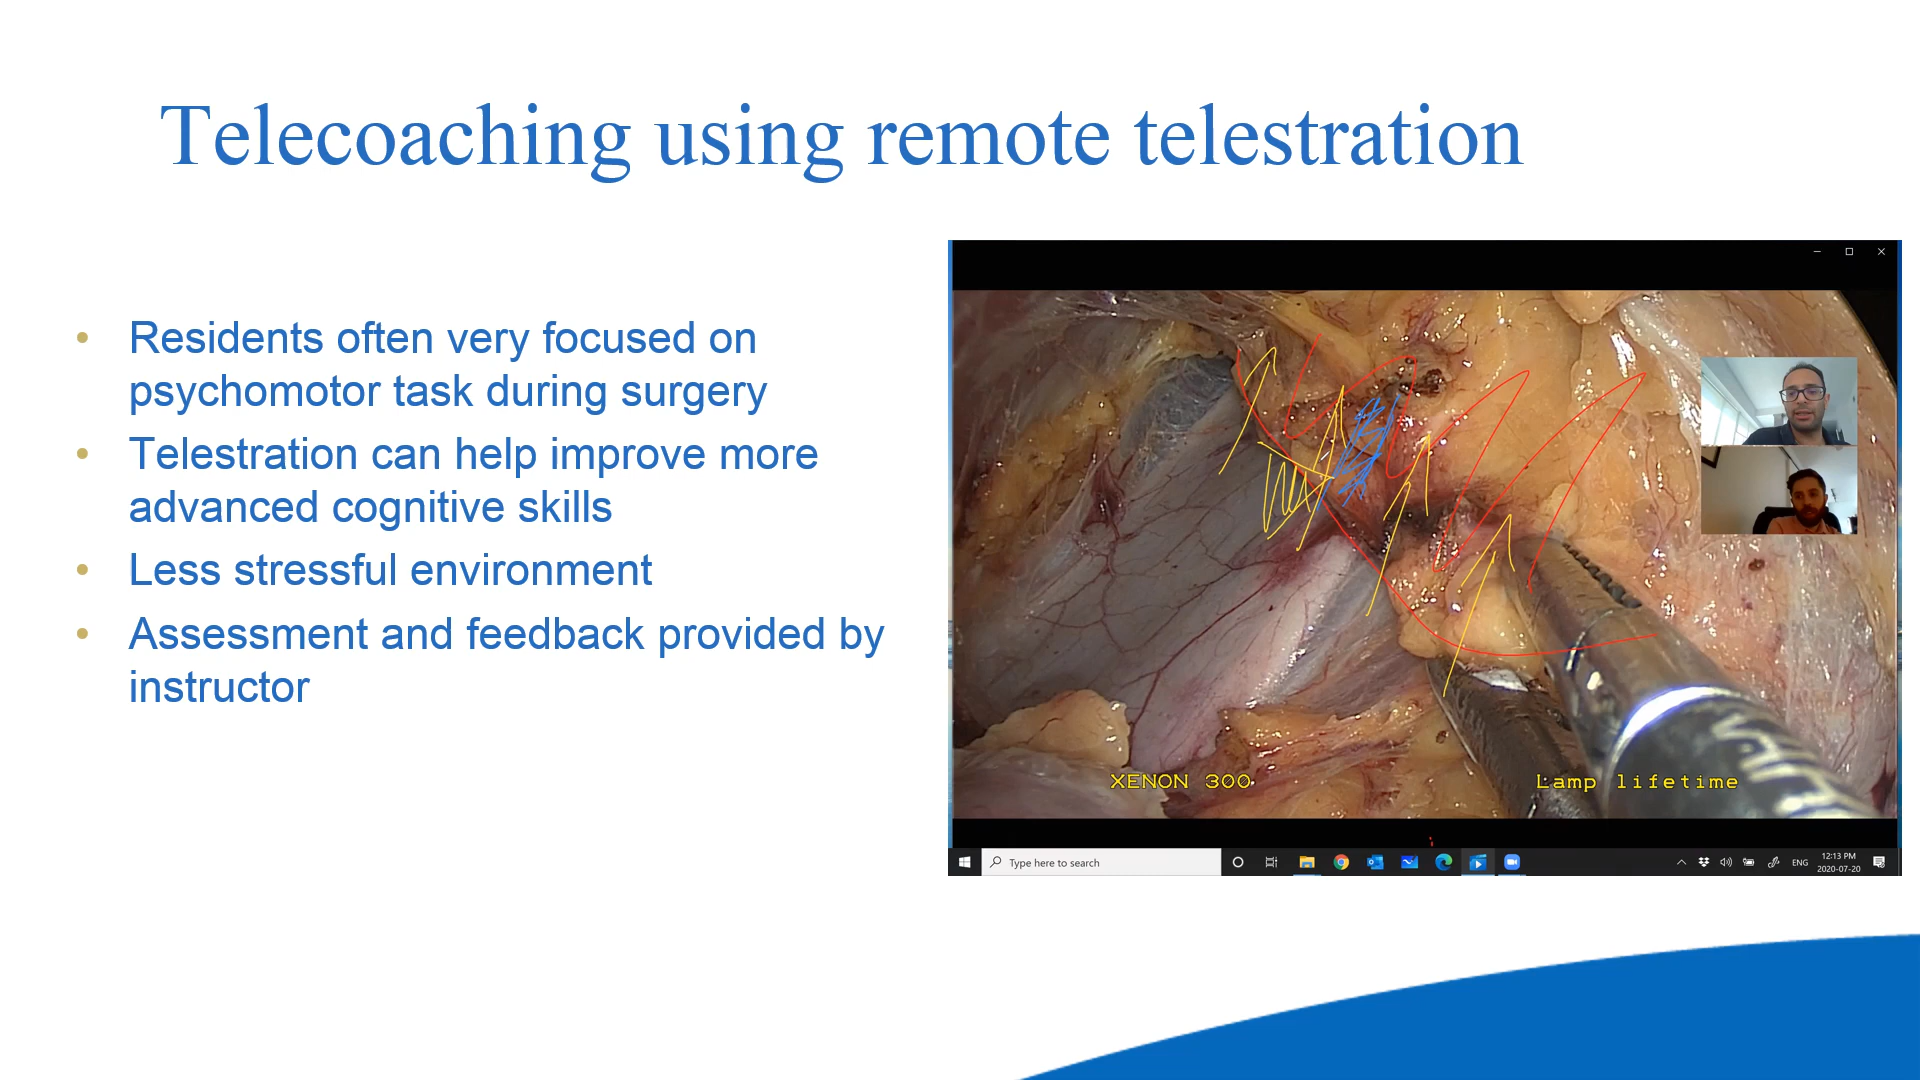 Telecoaching using remote telestration
• Residents often very focused on
psychomotor task during surgery
• Telestration can help improve more
advanced cognitive skills
• Less stressful environment
• Assessment and feedback provided by
instructor
XENON 300
Lamp lifetime
Type here to search
ENG
12:13 PM
2020-07-20